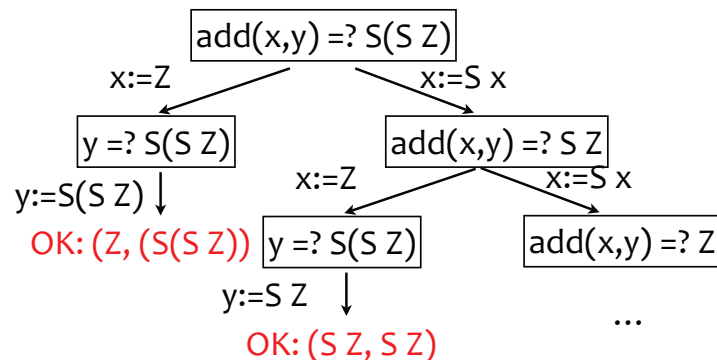 add(x,y) =? S(S Z)
x:=Z
x:=S x
y =? S(S Z)
add(x,y) =? S Z
y:=S(S Z)
x:=Z
x:=S x
OK: (Z, (S(S Z))
y =? S(S Z)
add(x,y) =? Z
y:=S Z
...
OK: (S Z, S Z)